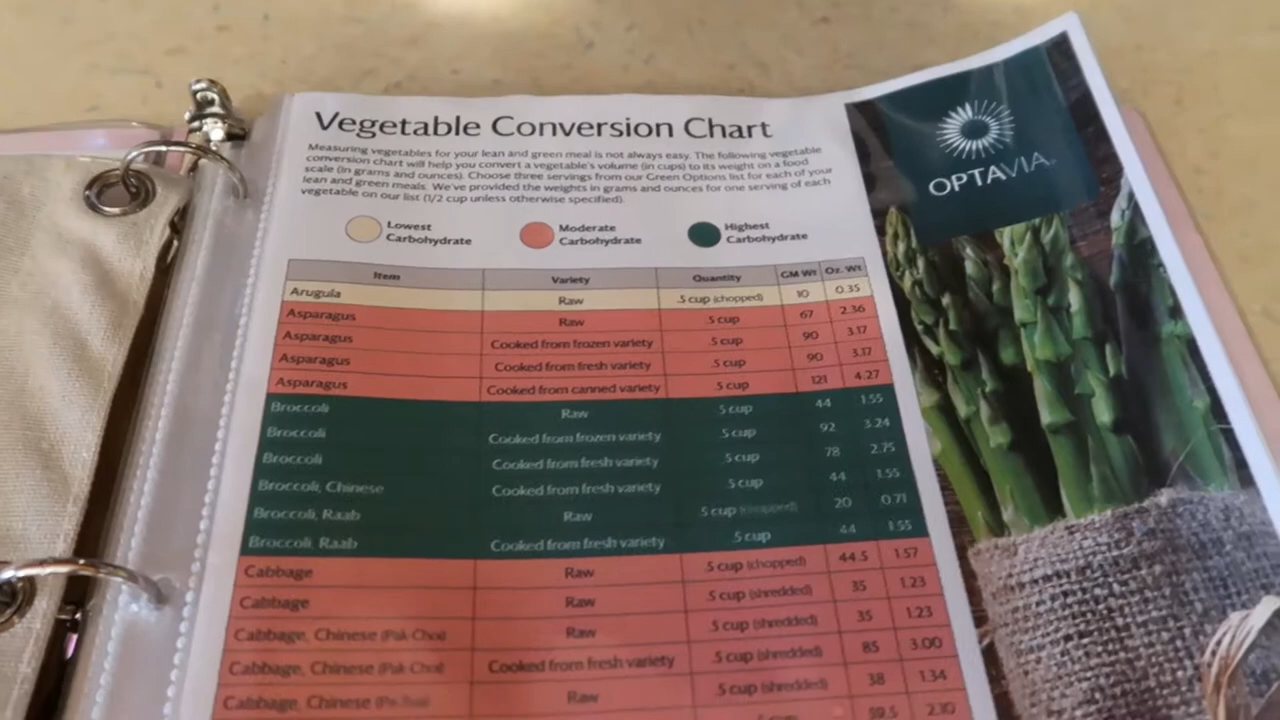 Vegetable Conversion Chart
Measuring vegetables for your lean and green meal is not always easy. The following vegetable
conversion chart will help you convert a vegetable's volume (in cups) to its weight on a food
scale (in grams and ounces). Choose three servings from our Green Options list for each of your
lean and green meals. We've provided the weights in grams and ounces for one serving of each
vegetable on our list (1/2 cup unless otherwise specified).
OPTAVIA
Lowest Carbohydrate
Moderate Carbohydrate
Highest Carbohydrate
Item Variety Quantity GM Wt Oz. Wt
Arugula Raw .5 cup (chopped) 10 0.35
Asparagus Raw .5 cup 67 2.36
Asparagus Cooked from frozen variety .5 cup 90 3.17
Asparagus Cooked from fresh variety .5 cup 90 3.17
Asparagus Cooked from canned variety .5 cup 121 4.27
Broccoli Raw .5 cup 44 1.55
Broccoli Cooked from frozen variety .5 cup 92 3.24
Broccoli Cooked from fresh variety .5 cup 78 2.75
Broccoli, Chinese Cooked from fresh variety .5 cup 44 1.55
Broccoli, Raab Raw .5 cup 20 0.71
Broccoli, Raab Cooked from fresh variety .5 cup 44 1.55
Cabbage Raw .5 cup (chopped) 44.5 1.57
Cabbage Raw .5 cup (shredded) 35 1.23
Cabbage, Chinese (Pak-Choi) Raw .5 cup (shredded) 35 1.23
Cabbage, Chinese (Pak-Choi) Cooked from fresh variety .5 cup (shredded) 85 3.00
Cabbage, Chinese Raw .5 cup (shredded) 38 1.34
2.10